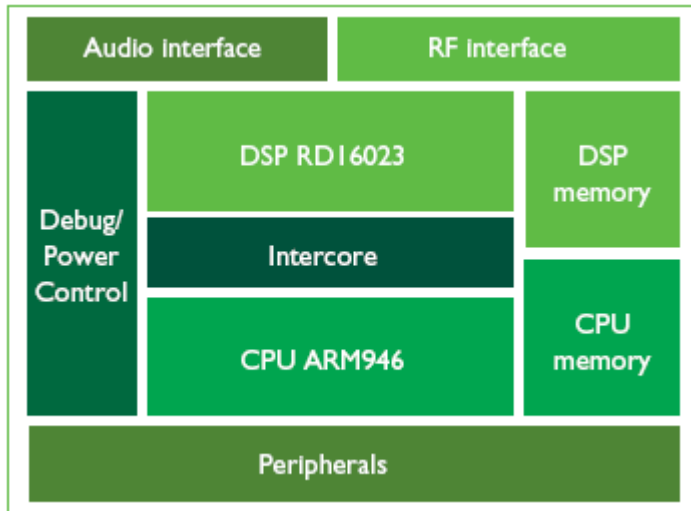 Audio interface
RF interface
DSP RD16023
DSP
memory
Debug/
Power
Control
Intercore
CPU ARM946
CPU
memory
Peripherals